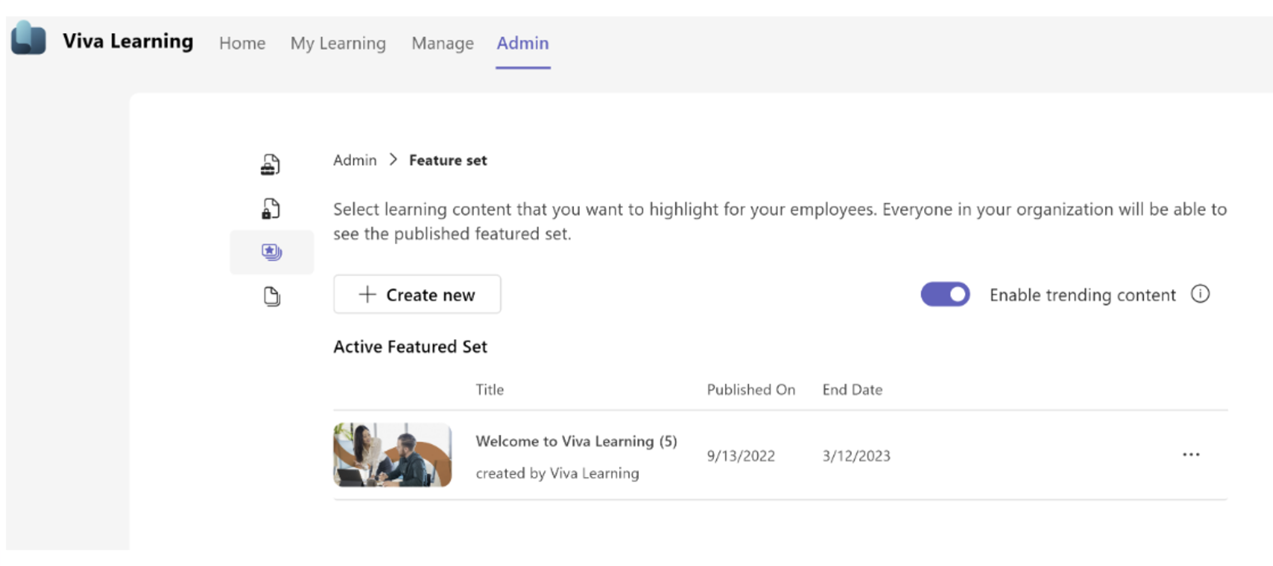 Viva Learning Home My Learning Manage Admin
Admin > Feature set
Select learning content that you want to highlight for your employees. Everyone in your organization will be able to
see the published featured set.
+ Create new
Enable trending content
Active Featured Set
Title Published On End Date
Welcome to Viva Learning (5)
created by Viva Learning
9/13/2022 3/12/2023